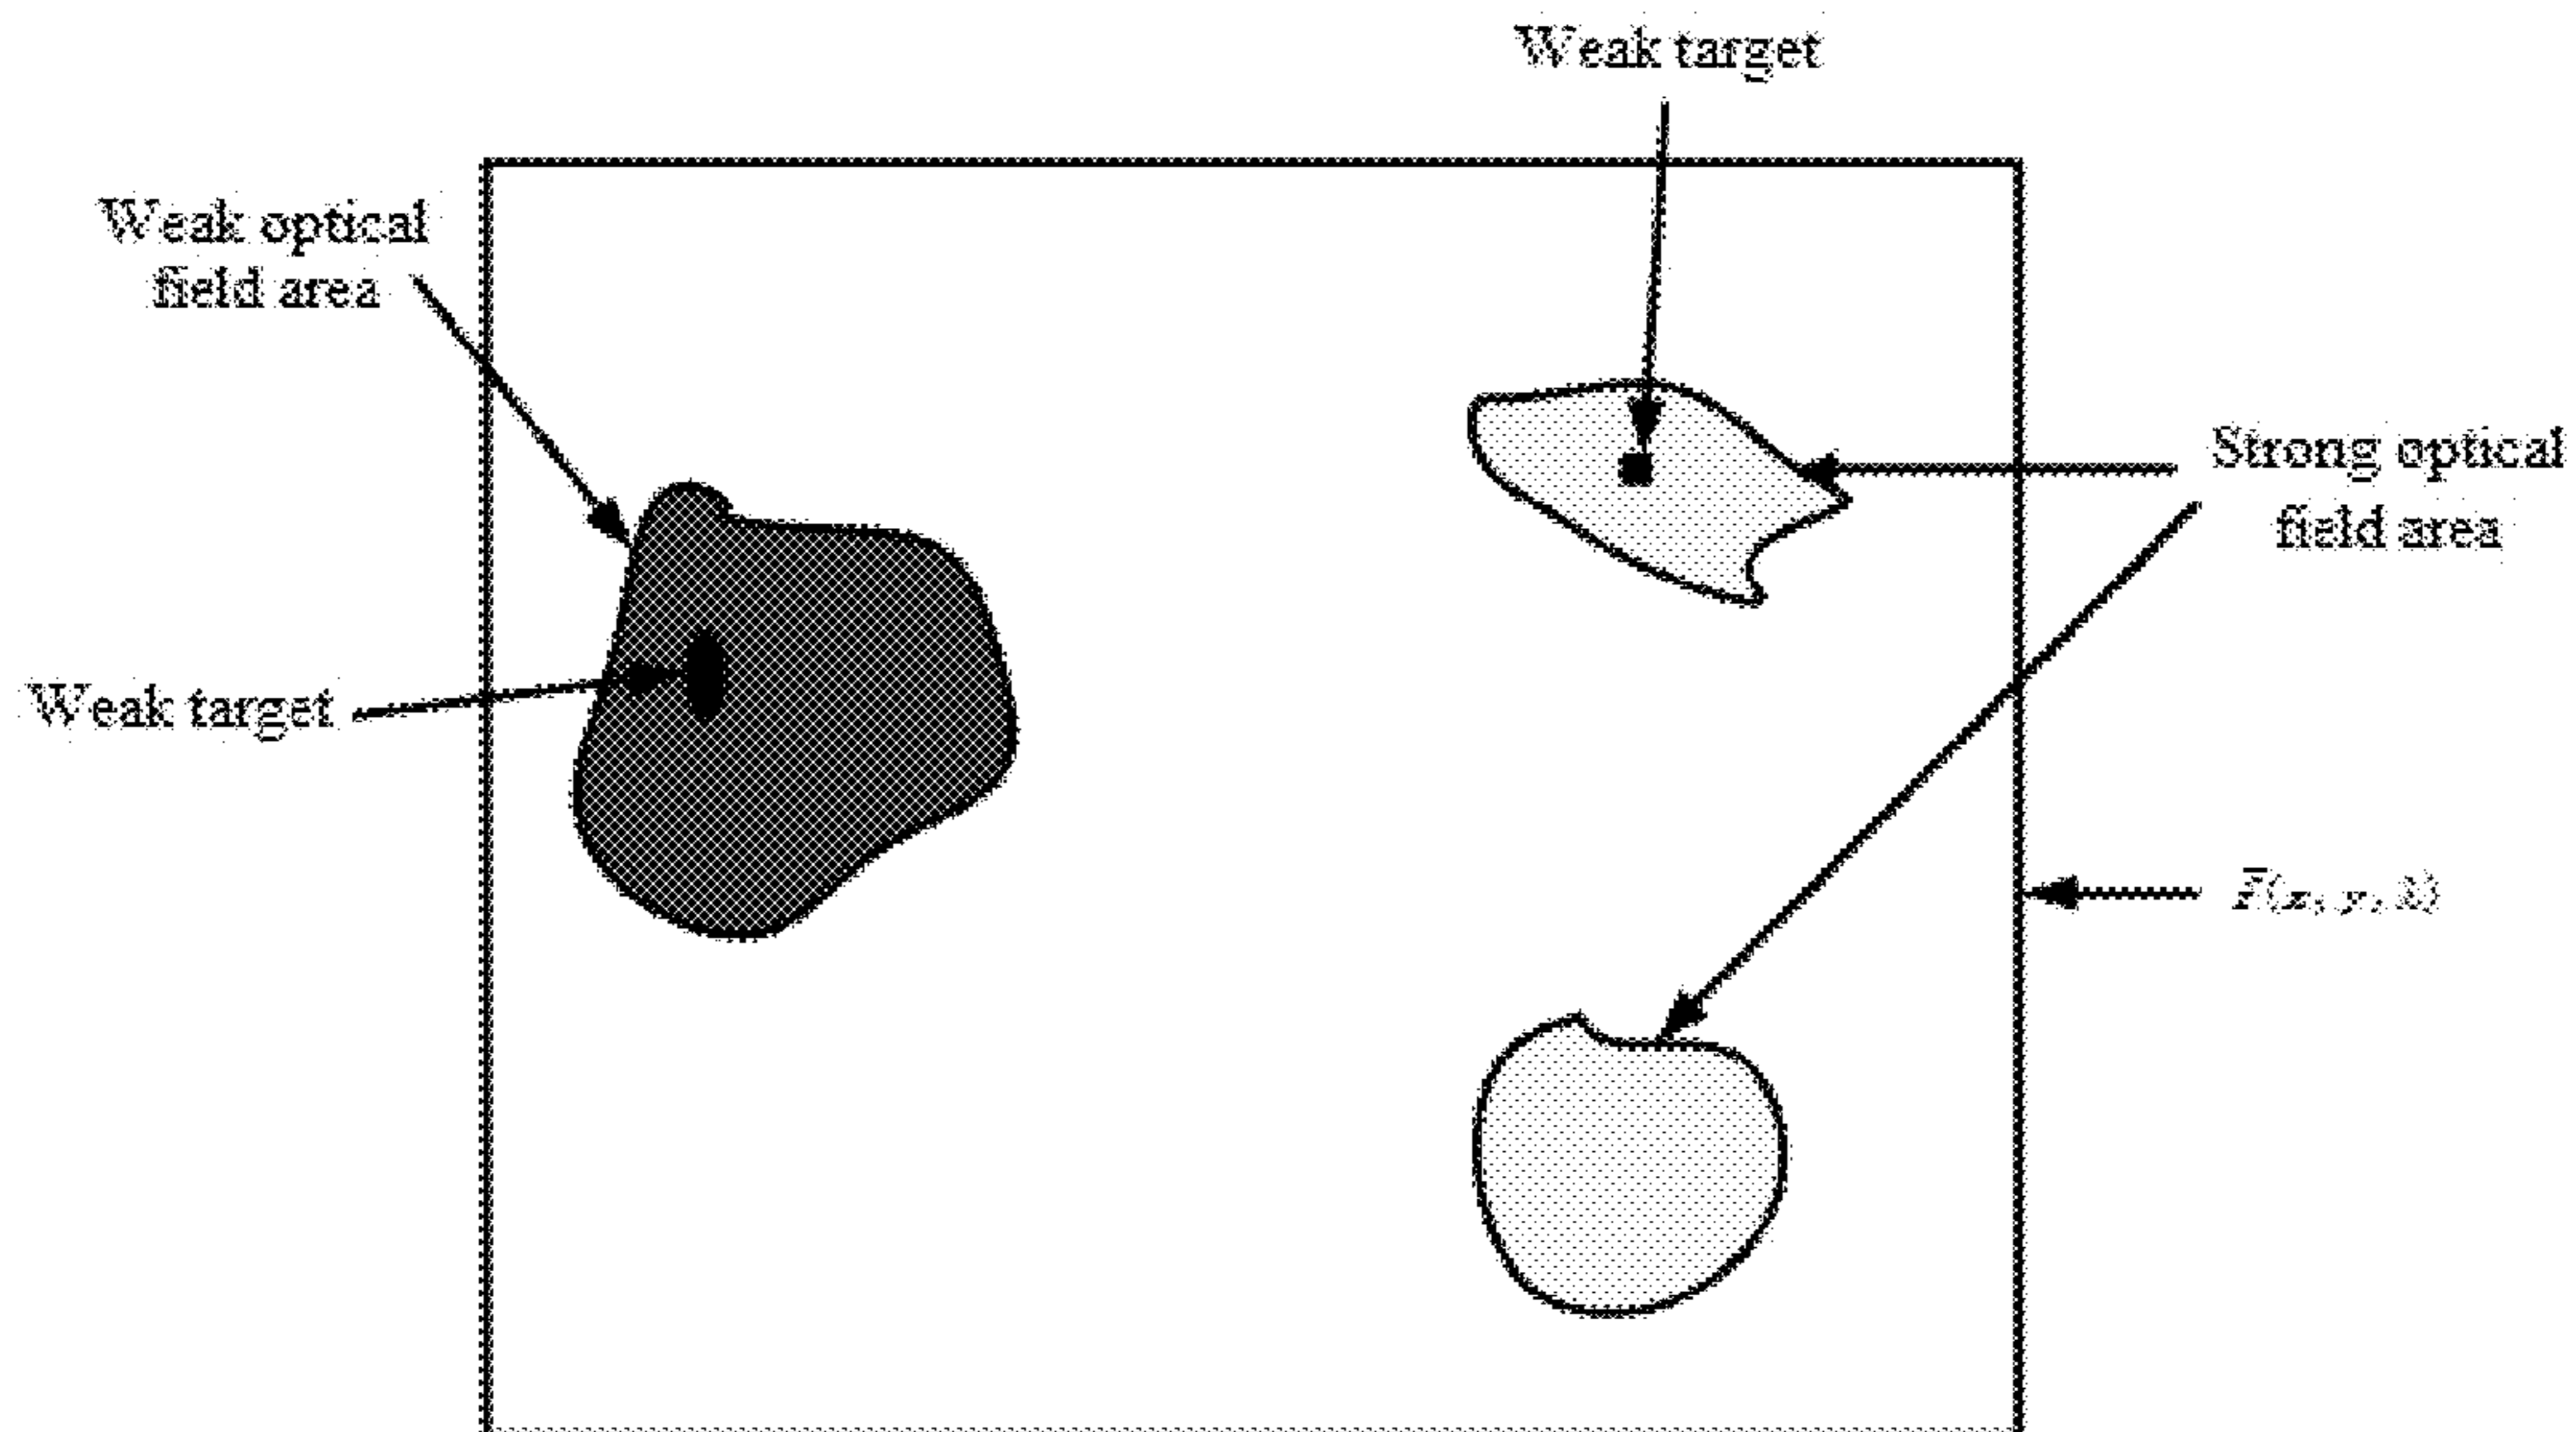 Weak target
Weak optical
field area
Strong optical
field area
Weak target
(x, y, λ)